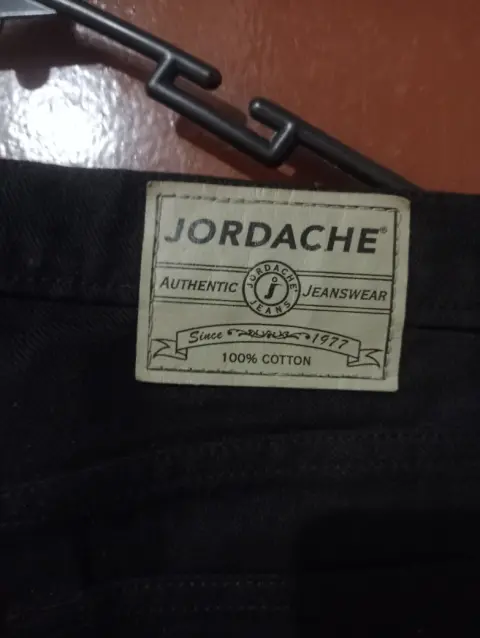 JORDACHE®
AUTHENTIC JORDACHE® j JEANS JEANSWEAR
Since 1977
100% COTTON